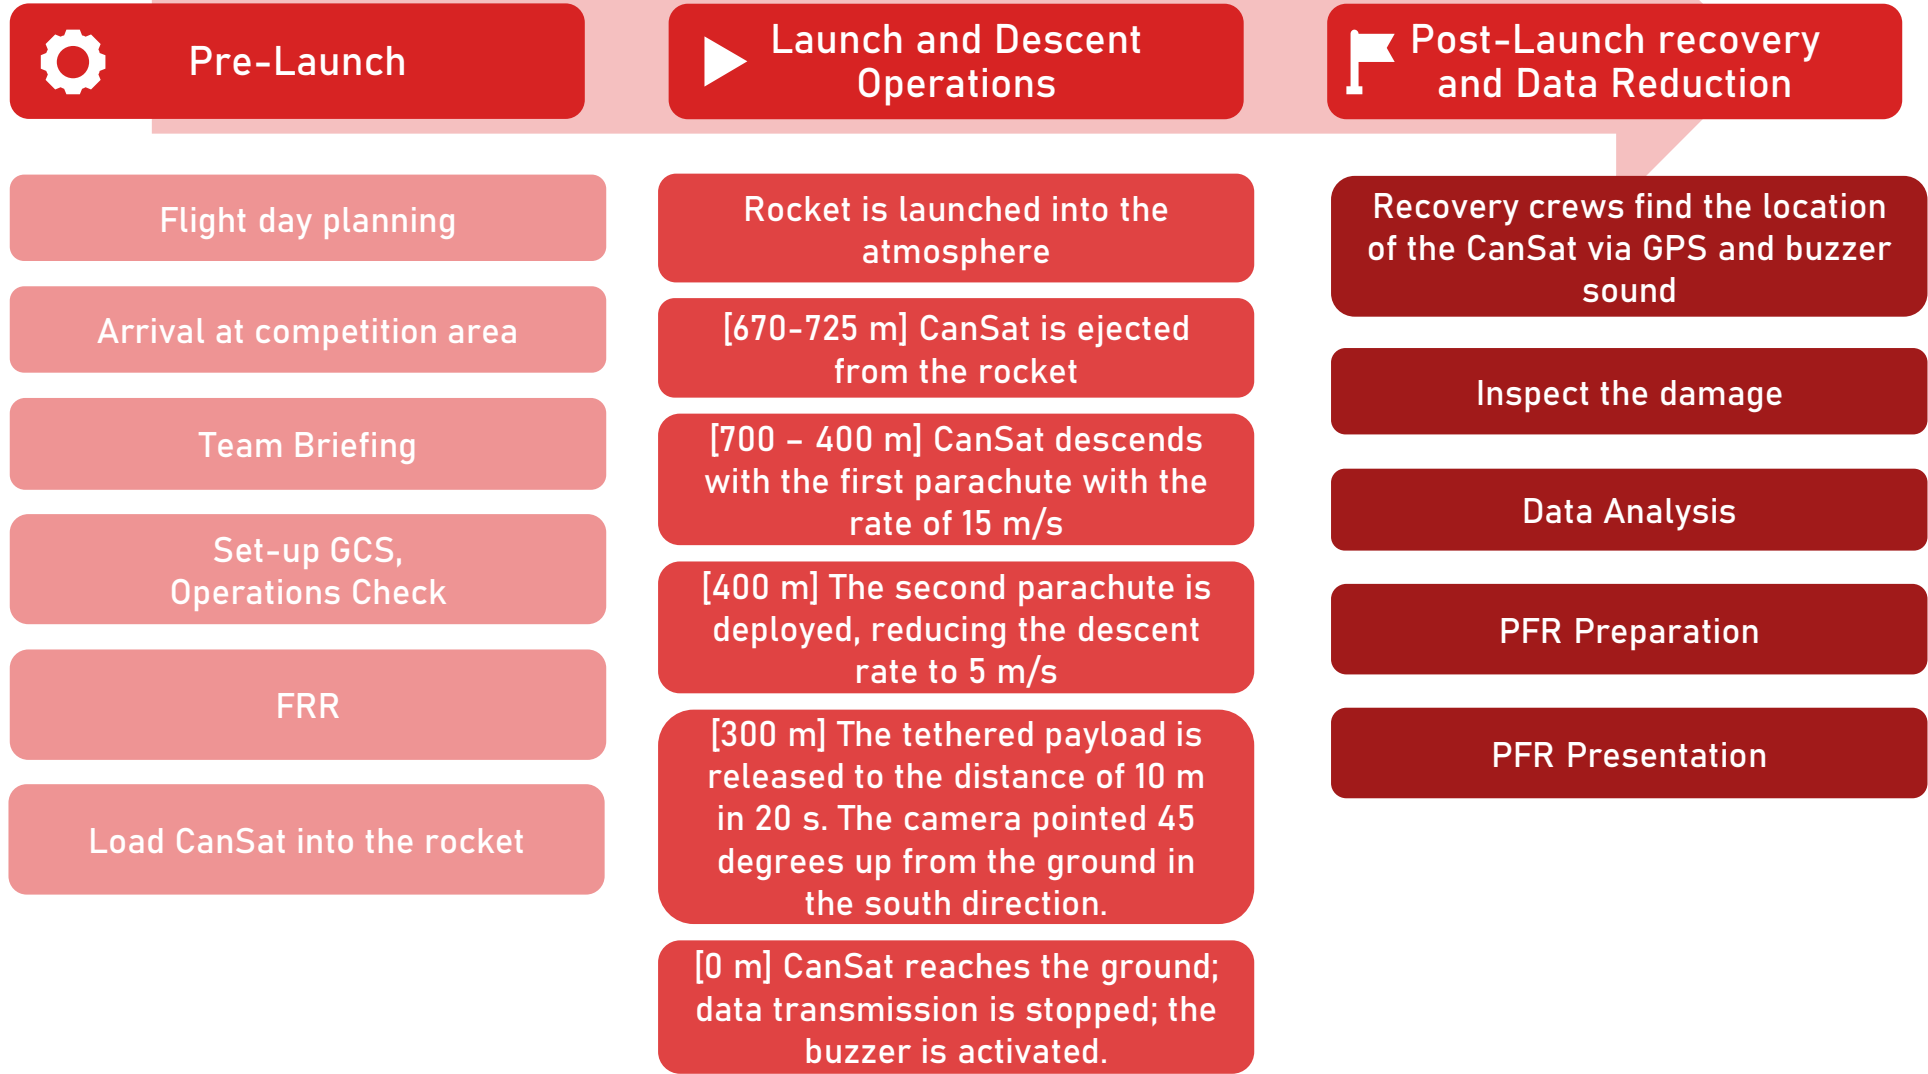 Pre-Launch
Launch and Descent
Operations
Post-Launch recovery
and Data Reduction
Flight day planning
Arrival at competition area
Team Briefing
Set-up GCS,
Operations Check
FRR
Load CanSat into the rocket
Rocket is launched into the
atmosphere
[670-725 m] CanSat is ejected
from the rocket
[700 – 400 m] CanSat descends
with the first parachute with the
rate of 15 m/s
[400 m] The second parachute is
deployed, reducing the descent
rate to 5 m/s
[300 m] The tethered payload is
released to the distance of 10 m
in 20 s. The camera pointed 45
degrees up from the ground in
the south direction.
[0 m] CanSat reaches the ground;
data transmission is stopped; the
buzzer is activated.
Recovery crews find the location
of the CanSat via GPS and buzzer
sound
Inspect the damage
Data Analysis
PFR Preparation
PFR Presentation